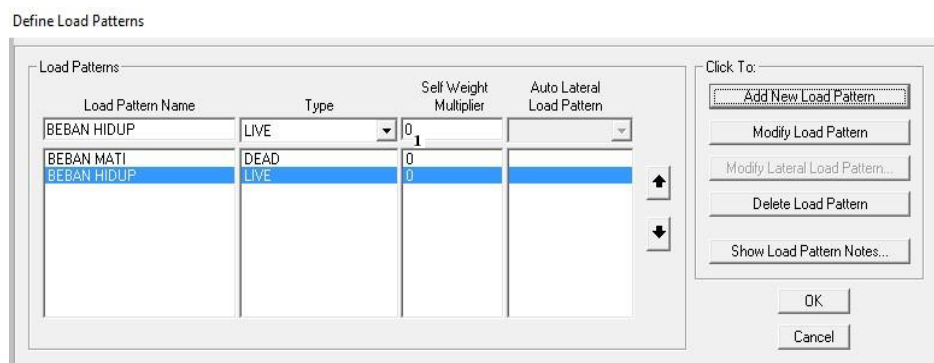 Define Load Patterns
Load Patterns
Click To:
Load Pattern Name
Type
Self Weight
Multiplier
Auto Lateral
Load Pattern
BEBAN HIDUP
LIVE
0
1
BEBAN MATI
DEAD
0
BEBAN HIDUP
LIVE
0
Add New Load Pattern
Modify Load Pattern
Modify Lateral Load Pattern...
Delete Load Pattern
Show Load Pattern Notes...
OK
Cancel